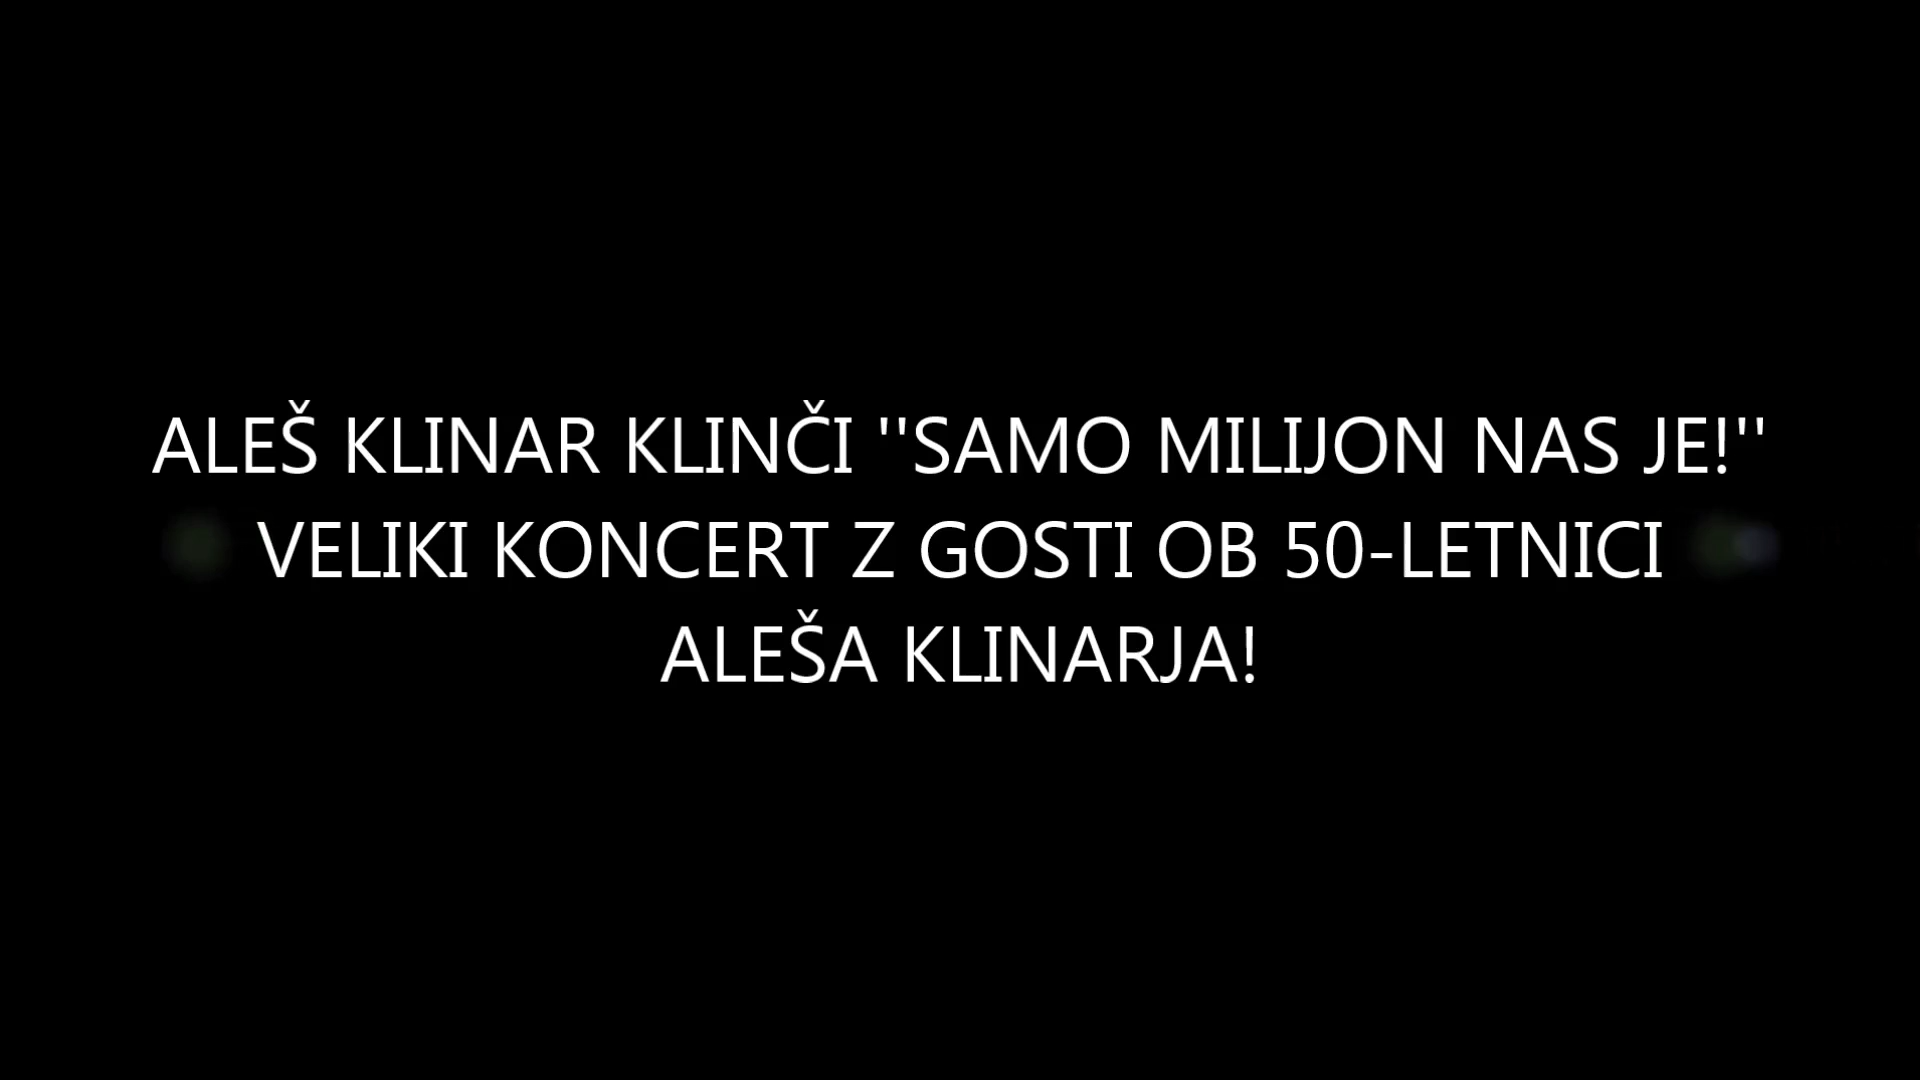 ALEŠ KLINAR KLINČI ''SAMO MILIJON NAS JE!''
VELIKI KONCERT Z GOSTI OB 50-LETNICI
ALEŠA KLINARJA!